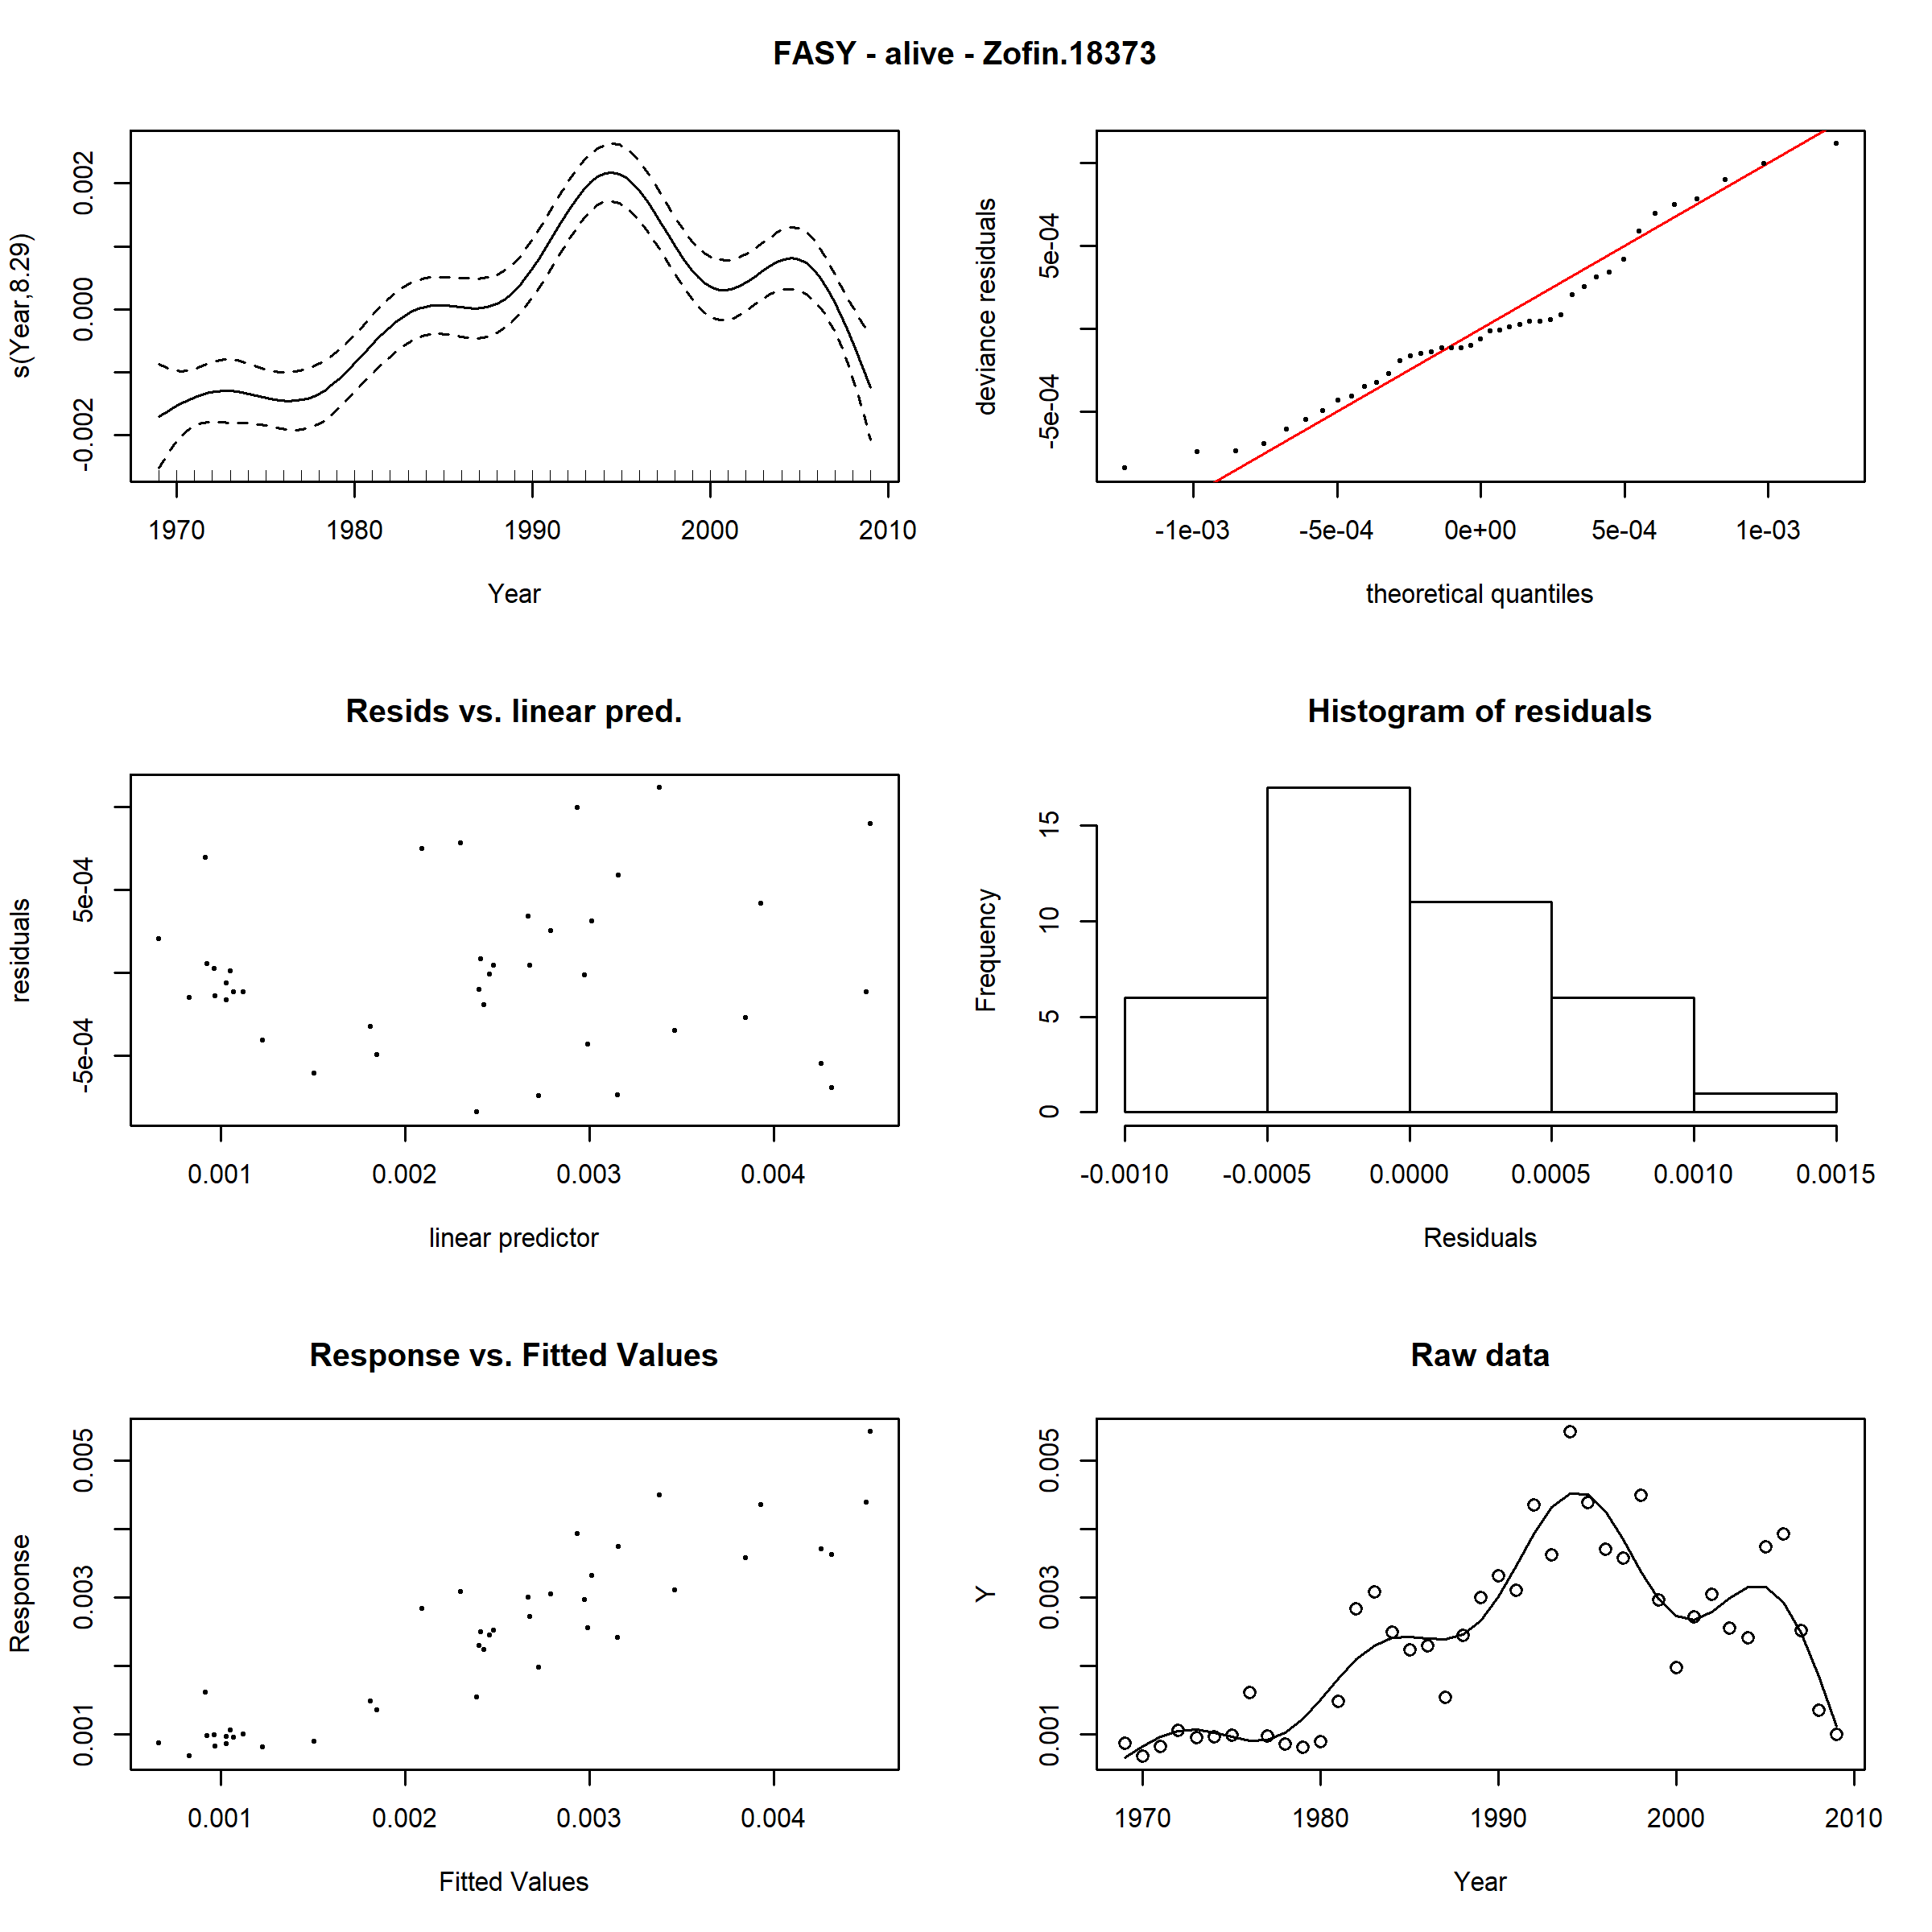 FASY - alive - Zofin.18373
s(Year,8.29)
0.002
0.000
-0.002
1970 1980 1990 2000 2010
Year
deviance residuals
5e-04
-5e-04
-1e-03 -5e-04 0e+00 5e-04 1e-03
theoretical quantiles
Resids vs. linear pred.
residuals
5e-04
-5e-04
0.001 0.002 0.003 0.004
linear predictor
Histogram of residuals
Frequency
15
10
5
0
-0.0010 -0.0005 0.0000 0.0005 0.0010 0.0015
Residuals
Response vs. Fitted Values
Response
0.005
0.003
0.001
0.001 0.002 0.003 0.004
Fitted Values
Raw data
Y
0.005
0.003
0.001
1970 1980 1990 2000 2010
Year